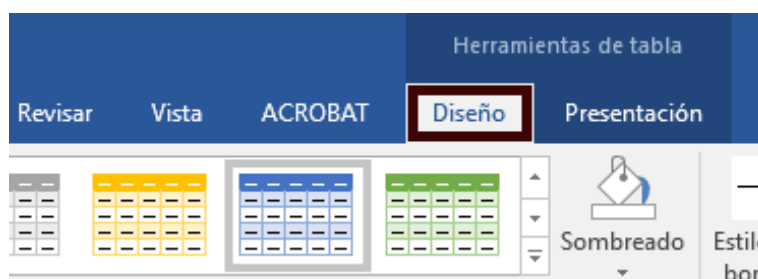 Herramientas de tabla
Revisar Vista ACROBAT Diseño Presentación
Sombreado